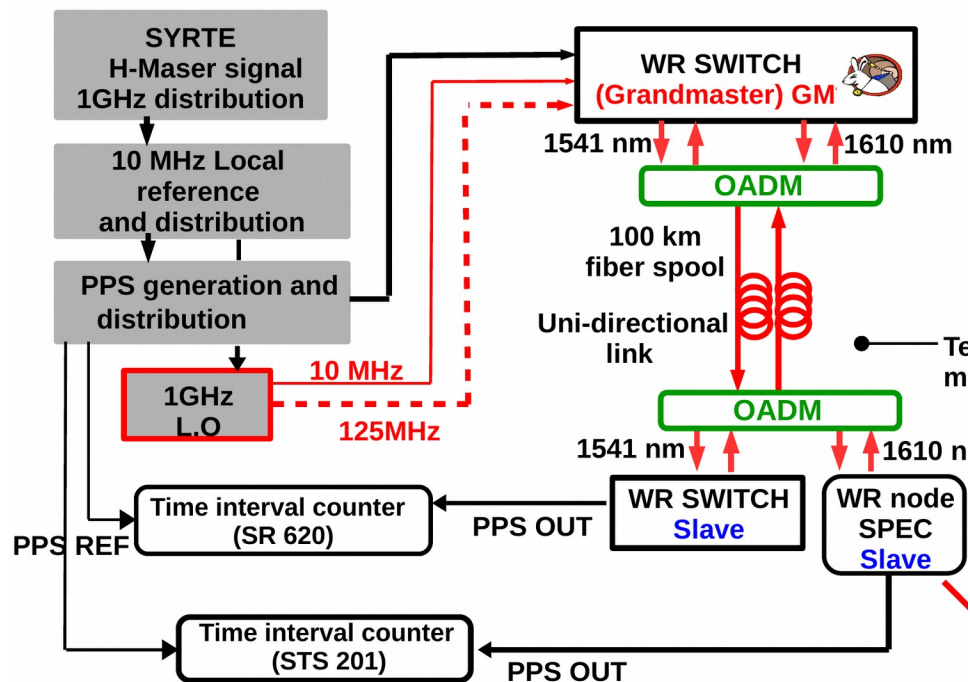 SYRTE
H-Maser signal
1GHz distribution
10 MHz Local
reference
and distribution
PPS generation and
distribution
1GHz
L.O
10 MHz
125MHz
WR SWITCH
(Grandmaster) GM
1541 nm
1610 nm
OADM
100 km
fiber spool
Uni-directional
link
Te
m
OADM
1541 nm
1610 n
WR SWITCH
Slave
WR node
SPEC
Slave
Time interval counter
(SR 620)
PPS OUT
PPS REF
Time interval counter
(STS 201)
PPS OUT